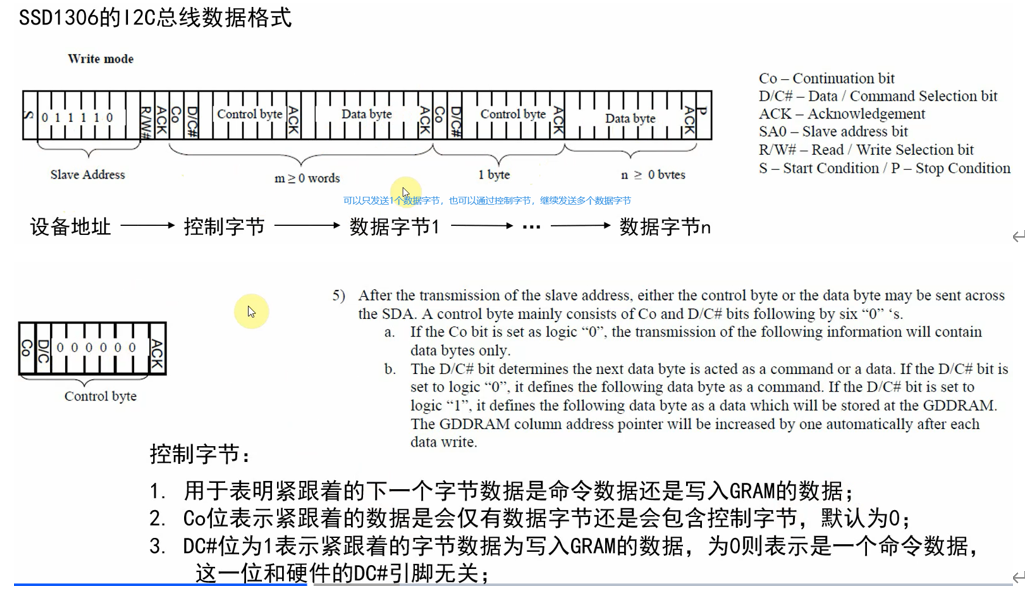 SSD1306的I2C总线数据格式
Write mode
S 0 1 1 1 1 0 R/W# ACK Co D/C# Control byte ACK Data byte ACK Co D/C# Control byte ACK Data byte ACK P
Slave Address
m ≥ 0 words
1 byte
n ≥ 0 bytes
Co – Continuation bit
D/C# – Data / Command Selection bit
ACK – Acknowledgement
SA0 – Slave address bit
R/W# – Read / Write Selection bit
S – Start Condition / P – Stop Condition
可以只发送1个数据字节，也可以通过控制字节，继续发送多个数据字节
设备地址 控制字节 数据字节1 … 数据字节n
Co D/C 0 0 0 0 0 0 ACK
Control byte
5) After the transmission of the slave address, either the control byte or the data byte may be sent across
the SDA. A control byte mainly consists of Co and D/C# bits following by six “0” ‘s.
a. If the Co bit is set as logic “0”, the transmission of the following information will contain
data bytes only.
b. The D/C# bit determines the next data byte is acted as a command or a data. If the D/C# bit is
set to logic “0”, it defines the following data byte as a command. If the D/C# bit is set to
logic “1”, it defines the following data byte as a data which will be stored at the GDDRAM.
The GDDRAM column address pointer will be increased by one automatically after each
data write.
控制字节：
1. 用于表明紧跟着的下一个字节数据是命令数据还是写入GRAM的数据；
2. Co位表示紧跟着的数据是会仅有数据字节还是会包含控制字节，默认为0；
3. DC#位为1表示紧跟着的字节数据为写入GRAM的数据，为0则表示是一个命令数据，
这一位和硬件的DC#引脚无关；